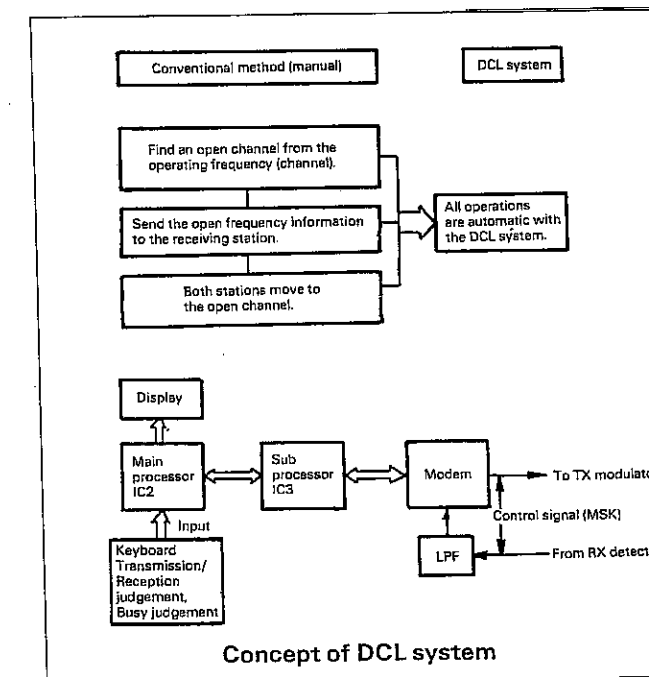 Conventional method (manual)
DCL system
Find an open channel from the
operating frequency (channel).
Send the open frequency information
to the receiving station.
Both stations move to
the open channel.
All operations
are automatic with
the DCL system.
Display
Main
processor
IC2
Sub
processor
IC3
Modem
To TX modulato
Control signal (MSK)
From RX detect
LPF
Input
Keyboard
Transmission/
Reception
judgement,
Busy judgement
Concept of DCL system